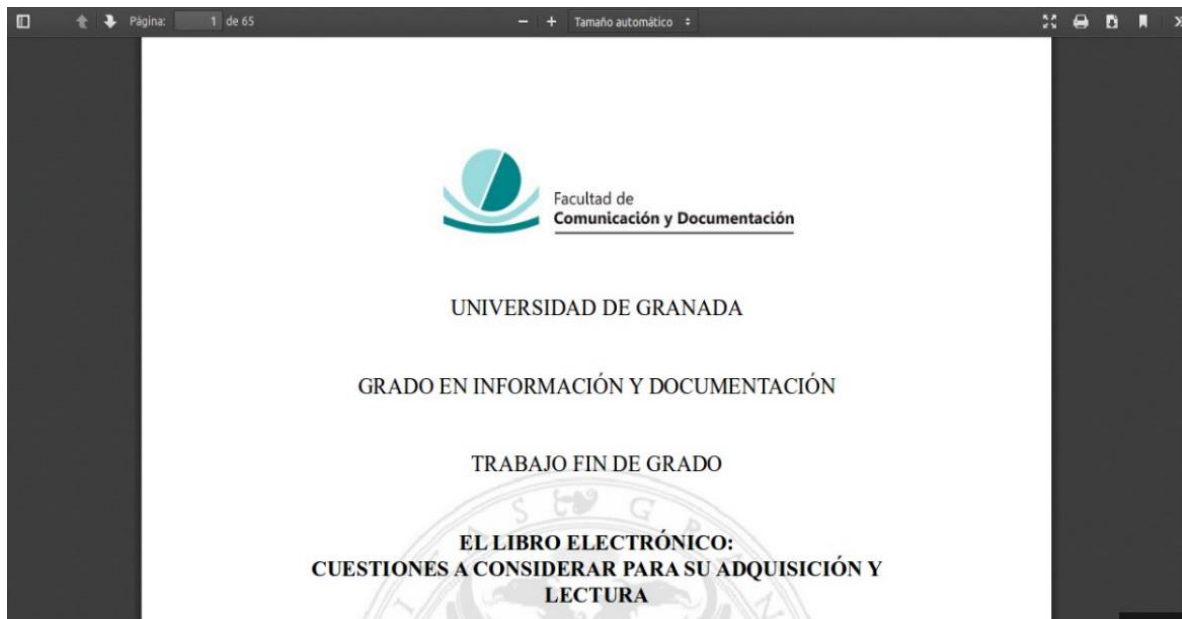 Página: 1 de 65 − + Tamaño automático
Facultad de
Comunicación y Documentación
UNIVERSIDAD DE GRANADA
GRADO EN INFORMACIÓN Y DOCUMENTACIÓN
TRABAJO FIN DE GRADO
EL LIBRO ELECTRÓNICO:
CUESTIONES A CONSIDERAR PARA SU ADQUISICIÓN Y
LECTURA